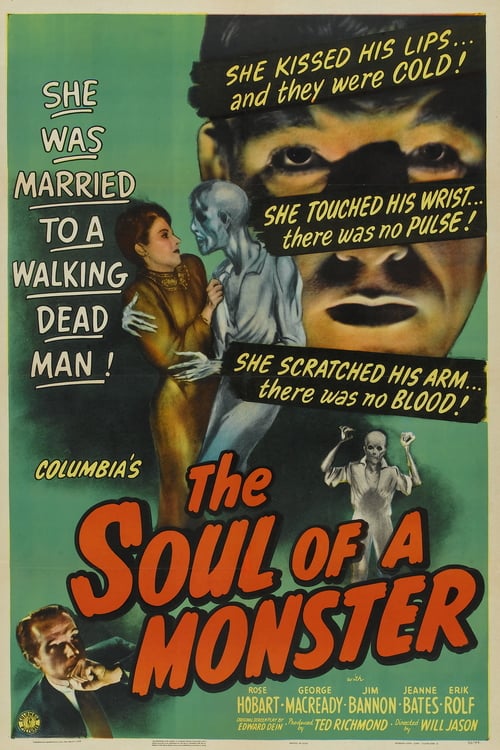 SHE KISSED HIS LIPS...
and they were COLD!
SHE
WAS
MARRIED
TO A
WALKING
DEAD
MAN!
SHE TOUCHED HIS WRIST...
there was no PULSE!
SHE SCRATCHED HIS ARM...
there was no BLOOD!
COLUMBIA'S
The
SOUL OF A
MONSTER
with
ROSE HOBART · GEORGE MACREADY · JIM BANNON · JEANNE BATES · ERIK ROLF
ORIGINAL SCREENPLAY BY EDWARD DEIN
Produced by TED RICHMOND
Directed by WILL JASON